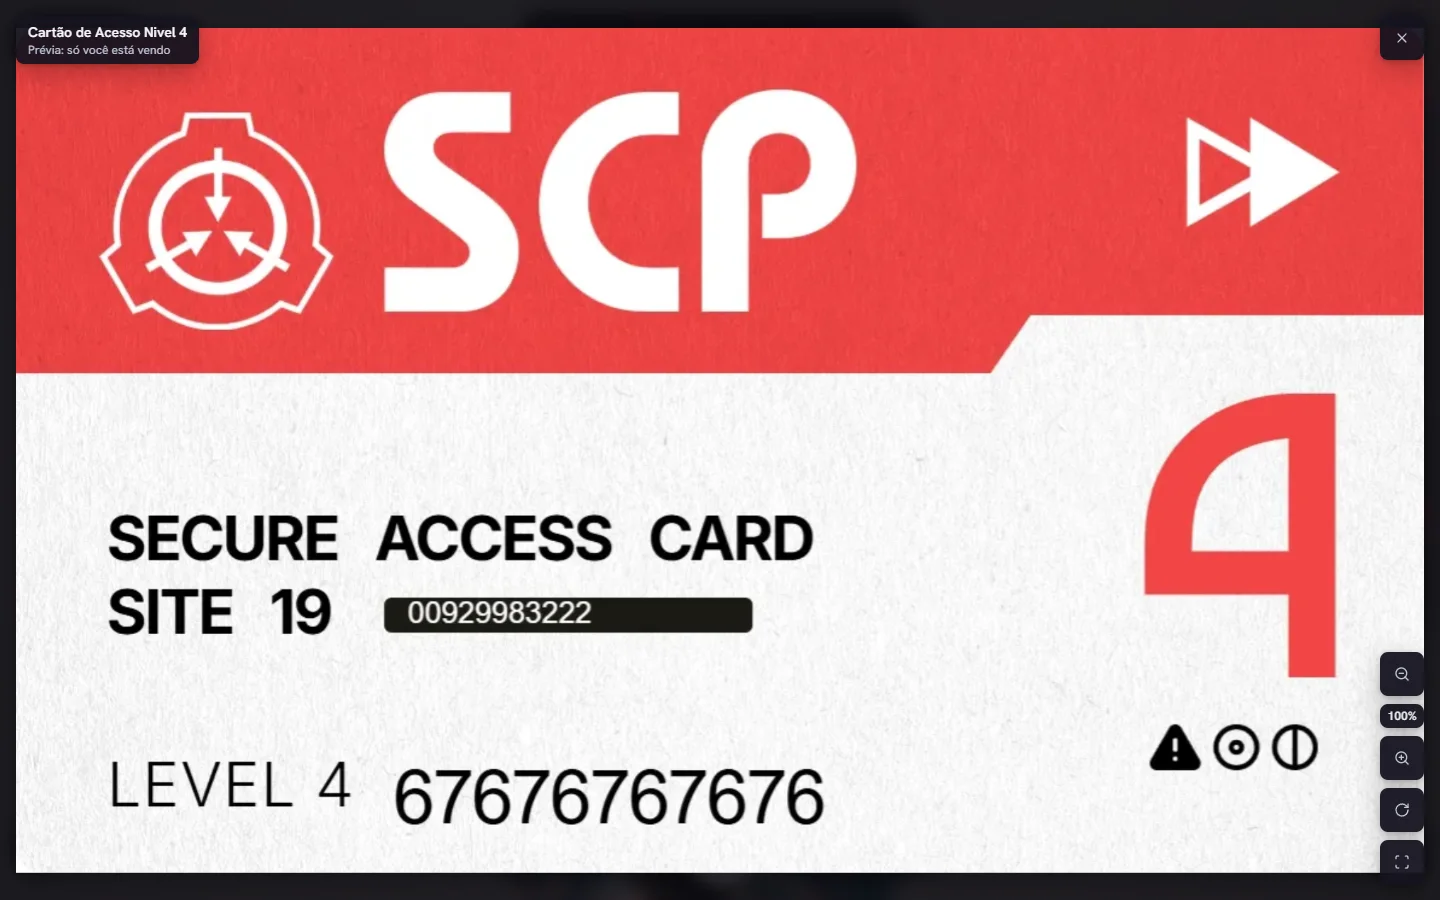 Cartão de Acesso Nivel 4
Prévia: só você está vendo
SCP
4
SECURE ACCESS CARD
SITE 19 00929983222
LEVEL 4 67676767676
100%